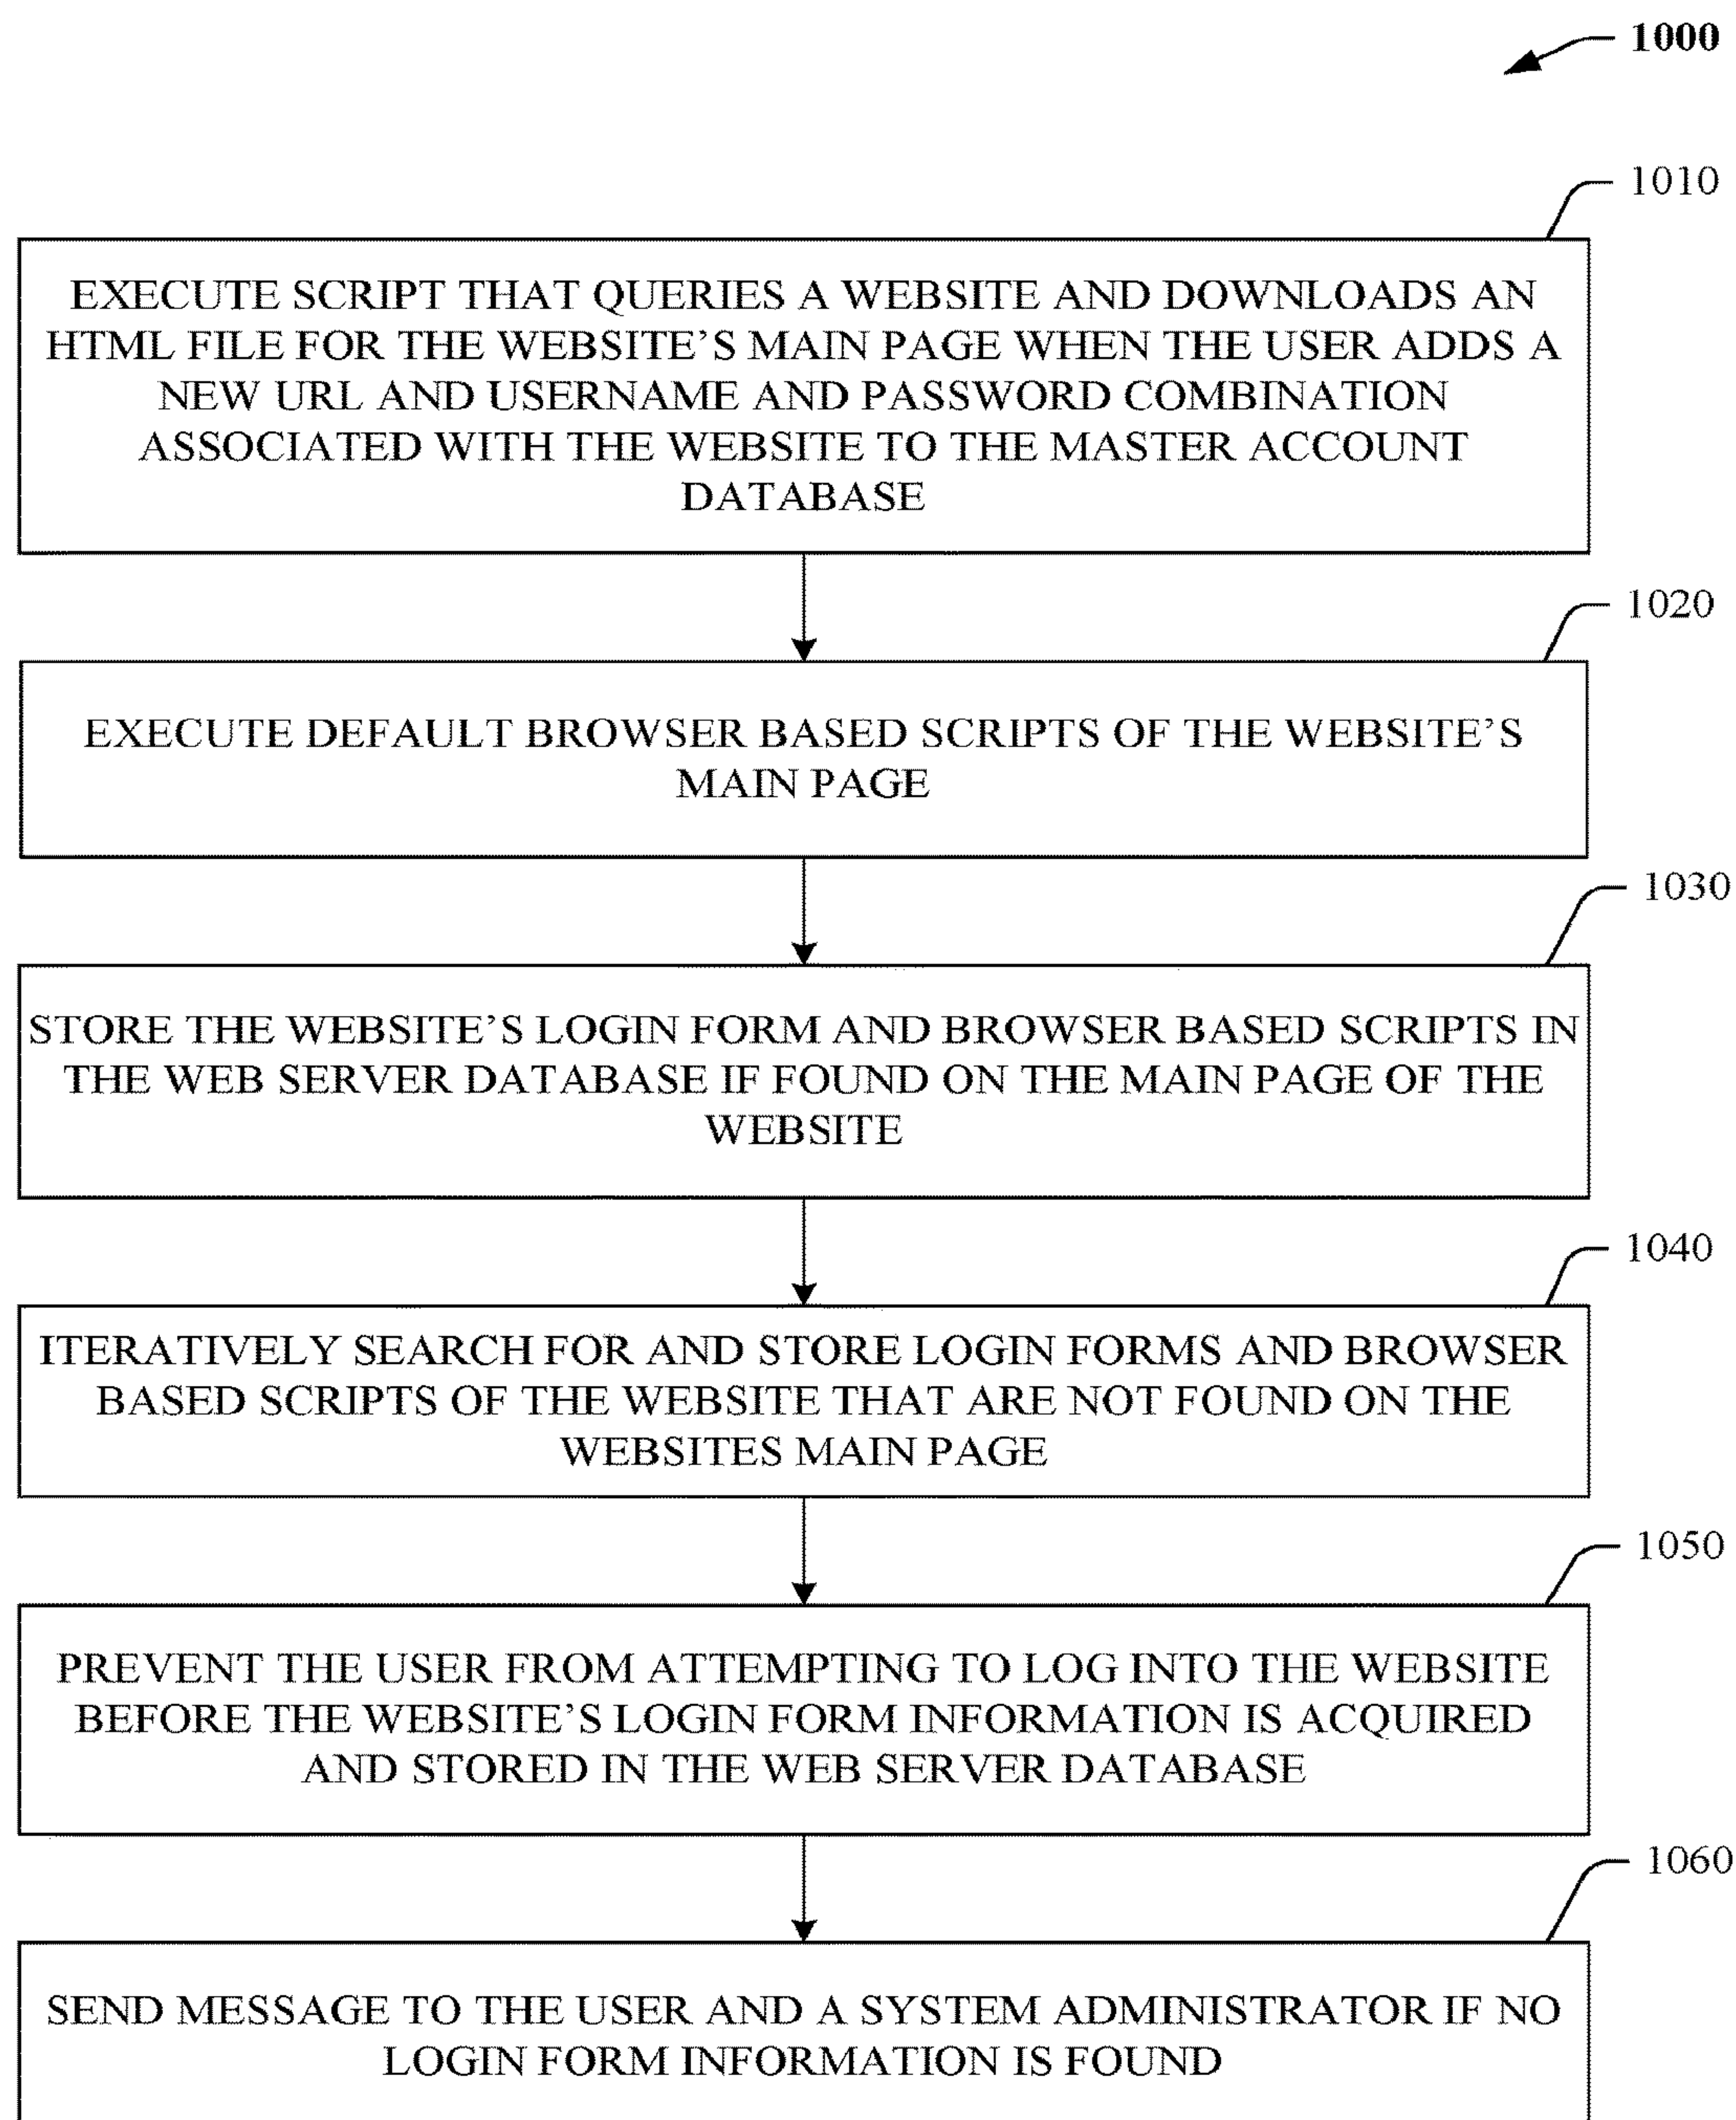 1000
1010
EXECUTE SCRIPT THAT QUERIES A WEBSITE AND DOWNLOADS AN
HTML FILE FOR THE WEBSITE'S MAIN PAGE WHEN THE USER ADDS A
NEW URL AND USERNAME AND PASSWORD COMBINATION
ASSOCIATED WITH THE WEBSITE TO THE MASTER ACCOUNT
DATABASE
1020
EXECUTE DEFAULT BROWSER BASED SCRIPTS OF THE WEBSITE'S
MAIN PAGE
1030
STORE THE WEBSITE'S LOGIN FORM AND BROWSER BASED SCRIPTS IN
THE WEB SERVER DATABASE IF FOUND ON THE MAIN PAGE OF THE
WEBSITE
1040
ITERATIVELY SEARCH FOR AND STORE LOGIN FORMS AND BROWSER
BASED SCRIPTS OF THE WEBSITE THAT ARE NOT FOUND ON THE
WEBSITES MAIN PAGE
1050
PREVENT THE USER FROM ATTEMPTING TO LOG INTO THE WEBSITE
BEFORE THE WEBSITE'S LOGIN FORM INFORMATION IS ACQUIRED
AND STORED IN THE WEB SERVER DATABASE
1060
SEND MESSAGE TO THE USER AND A SYSTEM ADMINISTRATOR IF NO
LOGIN FORM INFORMATION IS FOUND